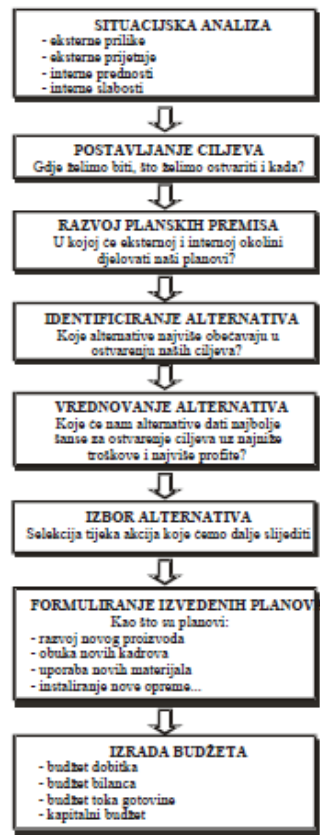 SITUACIJSKA ANALIZA
- eksterne prilike
- eksterne prijetnje
- interne prednosti
- interne slabosti
POSTAVLJANJE CILJEVA
Gdje želimo biti, što želimo ostvariti i kada?
RAZVOJ PLANSKIH PREMISA
U kojoj će eksternoj i internoj okolini
djelovati naši planovi?
IDENTIFICIRANJE ALTERNATIVA
Koje alternative najviše obećavaju u
ostvarenju naših ciljeva?
VREDNOVANJE ALTERNATIVA
Koje će nam alternative dati najbolje
šanse za ostvarenje ciljeva uz najniže
troškove i najviše profite?
IZBOR ALTERNATIVA
Selekcija tijeka akcija koje ćemo dalje slijediti
FORMULIRANJE IZVEDENIH PLANOV
Kao što su planovi:
- razvoj novog proizvoda
- obuka novih kadrova
- uporaba novih materijala
- instaliranje nove opreme...
IZRADA BUDŽETA
- budžet dobitka
- budžet bilanca
- budžet toka gotovine
- kapitalni budžet